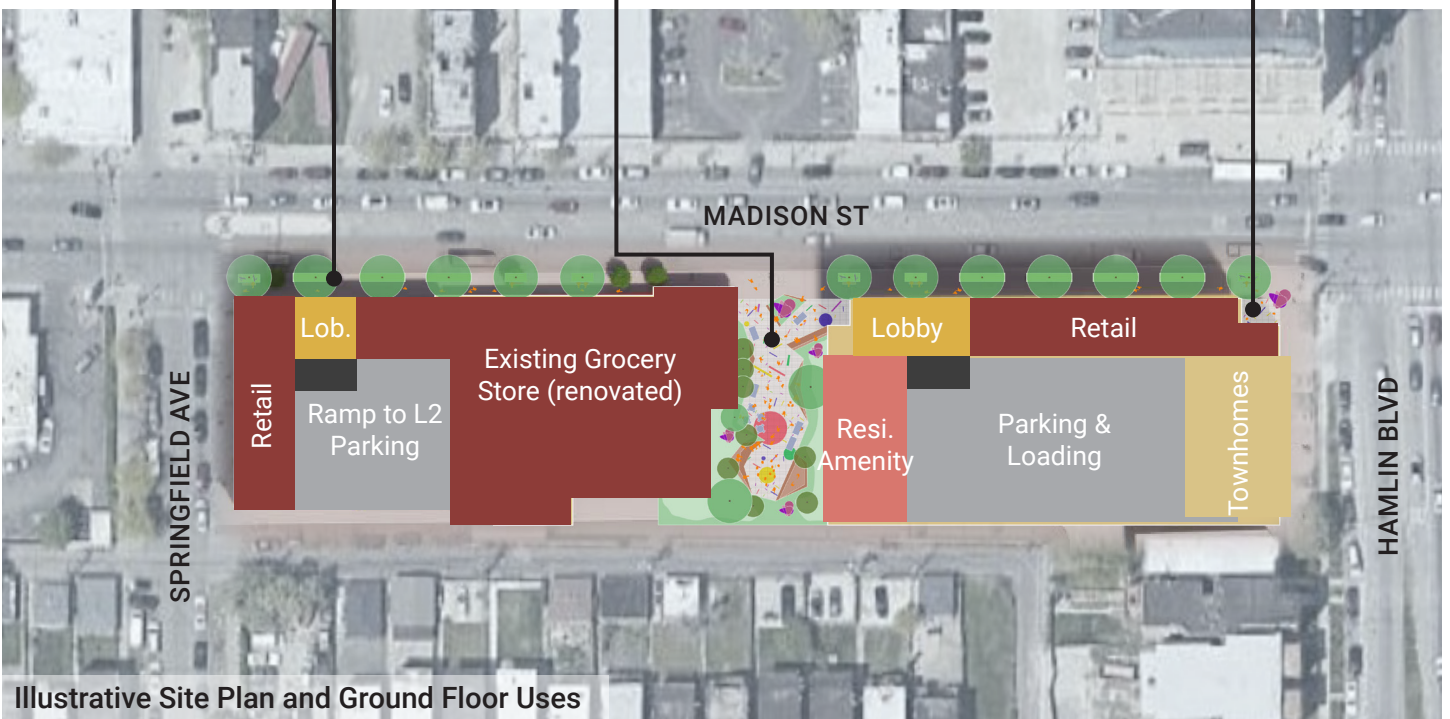 MADISON ST
Lob.
Lobby
Retail
Existing Grocery
Store (renovated)
Retail
Ramp to L2
Parking
Resi.
Amenity
Parking &
Loading
Townhomes
SPRINGFIELD AVE
HAMLIN BLVD
Illustrative Site Plan and Ground Floor Uses